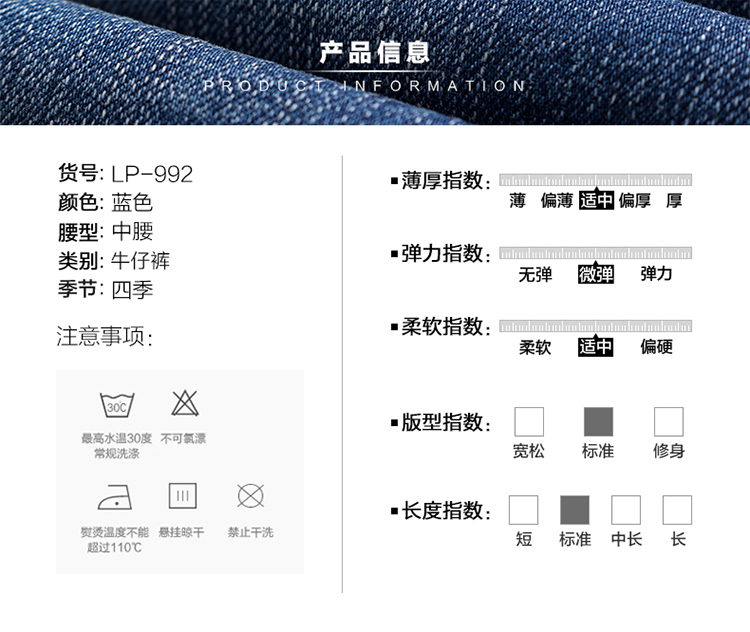 产品信息
PRODUCT INFORMATION
货号: LP-992
颜色: 蓝色
腰型: 中腰
类别: 牛仔裤
季节: 四季
注意事项:
30℃
最高水温30度
常规洗涤
不可氯漂
熨烫温度不能
超过110℃
悬挂晾干
禁止干洗
▪薄厚指数:
薄 偏薄 适中 偏厚 厚
▪弹力指数:
无弹 微弹 弹力
▪柔软指数:
柔软 适中 偏硬
▪版型指数:
宽松 标准 修身
▪长度指数:
短 标准 中长 长